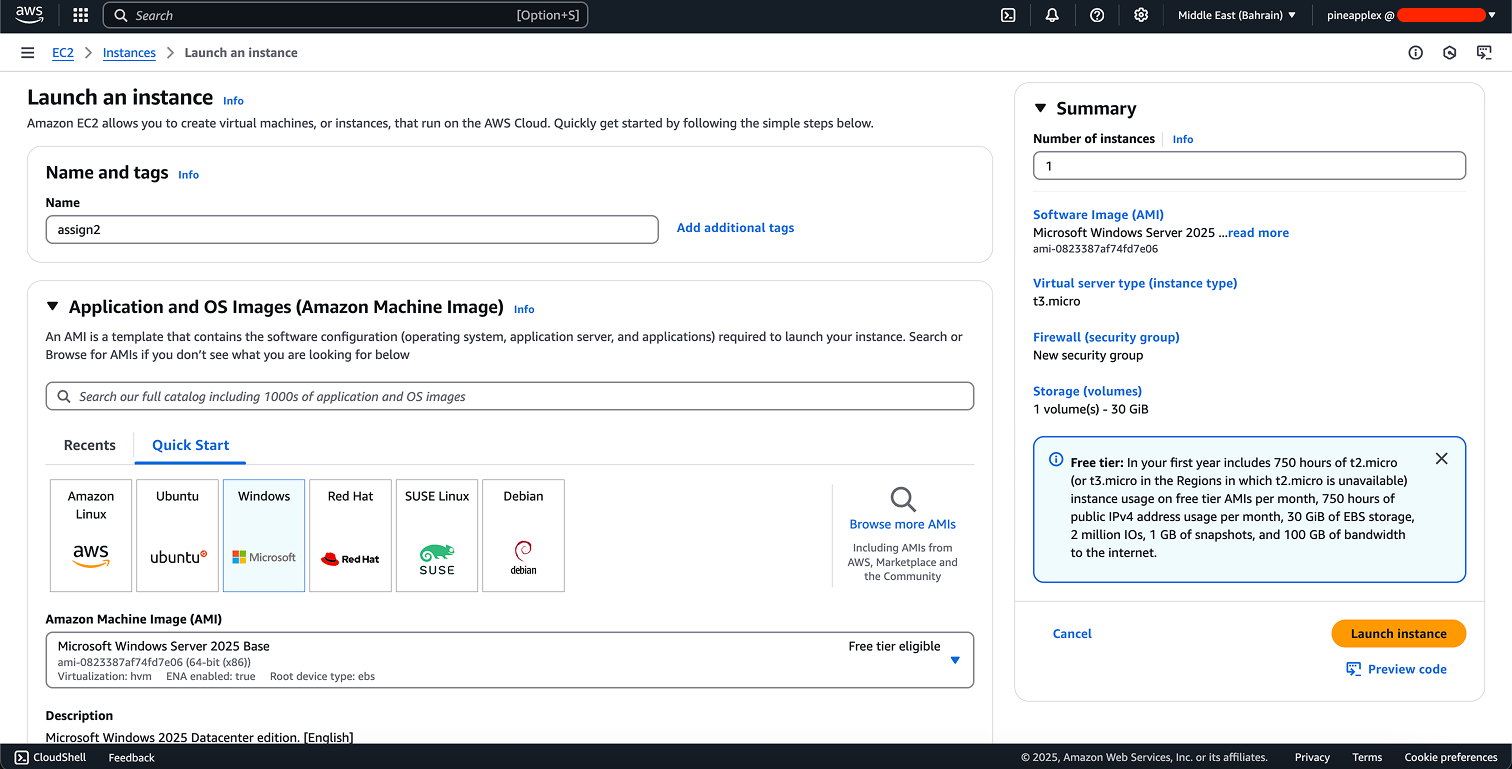 aws
Search [Option+S]
Middle East (Bahrain)
pineapplex @
EC2
Instances
Launch an instance
Launch an instance Info
Amazon EC2 allows you to create virtual machines, or instances, that run on the AWS Cloud. Quickly get started by following the simple steps below.
Name and tags Info
Name
assign2
Add additional tags
Application and OS Images (Amazon Machine Image) Info
An AMI is a template that contains the software configuration (operating system, application server, and applications) required to launch your instance. Search or
Browse for AMIs if you don't see what you are looking for below
Search our full catalog including 1000s of application and OS images
Recents
Quick Start
Amazon
Linux
aws
Ubuntu
ubuntu
Windows
Microsoft
Red Hat
Red Hat
SUSE Linux
SUSE
Debian
debian
Browse more AMIs
Including AMIs from
AWS, Marketplace and
the Community
Amazon Machine Image (AMI)
Microsoft Windows Server 2025 Base
Free tier eligible
ami-0823387af74fd7e06 (64-bit (x86))
Virtualization: hvm ENA enabled: true Root device type: ebs
Description
Microsoft Windows 2025 Datacenter edition. [English]
Summary
Number of instances Info
1
Software Image (AMI)
Microsoft Windows Server 2025 ...read more
ami-0823387af74fd7e06
Virtual server type (instance type)
t3.micro
Firewall (security group)
New security group
Storage (volumes)
1 volume(s) - 30 GiB
Free tier: In your first year includes 750 hours of t2.micro
(or t3.micro in the Regions in which t2.micro is unavailable)
instance usage on free tier AMIs per month, 750 hours of
public IPv4 address usage per month, 30 GiB of EBS storage,
2 million IOs, 1 GB of snapshots, and 100 GB of bandwidth
to the internet.
Cancel
Launch instance
Preview code
CloudShell
Feedback
© 2025, Amazon Web Services, Inc. or its affiliates.
Privacy
Terms
Cookie preferences